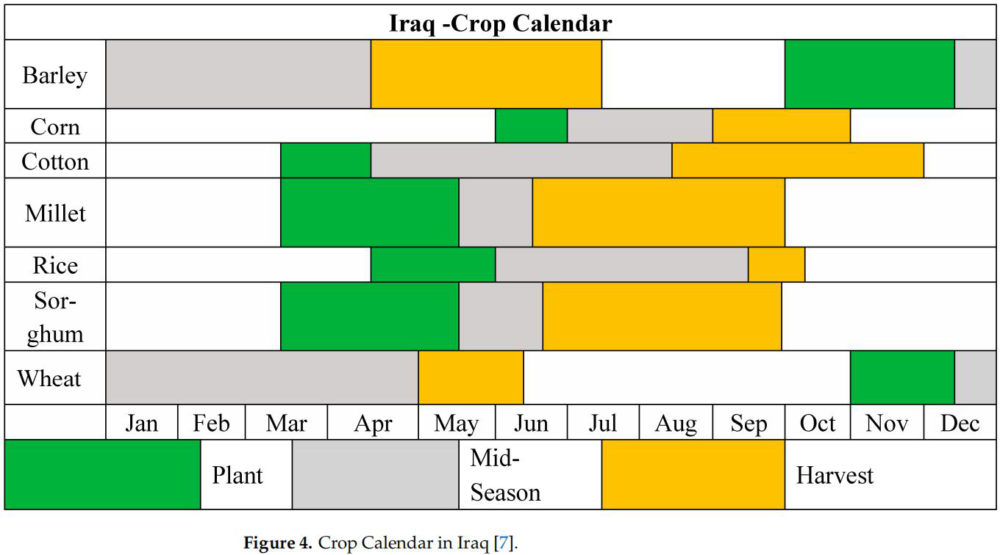 Iraq -Crop Calendar
Barley
Corn
Cotton
Millet
Rice
Sor-
ghum
Wheat
Jan Feb Mar Apr May Jun Jul Aug Sep Oct Nov Dec
Plant
Mid-
Season
Harvest
Figure 4. Crop Calendar in Iraq [7].